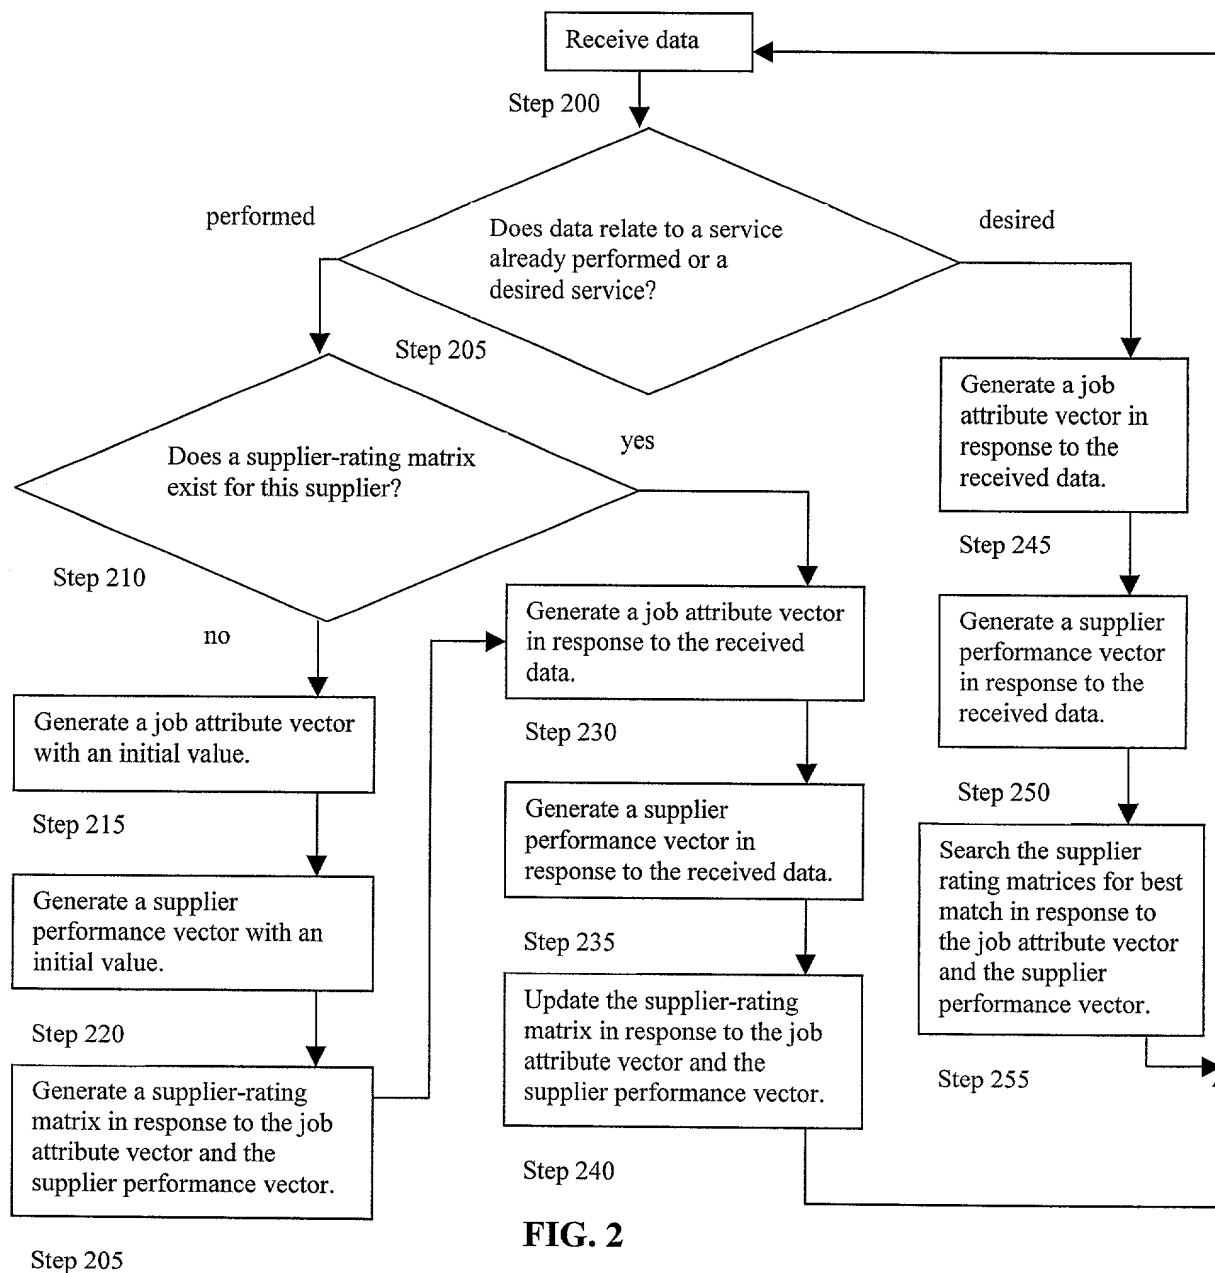 Receive data
Step 200
performed
desired
Does data relate to a service
already performed or a
desired service?
Step 205
Does a supplier-rating matrix
exist for this supplier?
yes
Step 210
no
Generate a job attribute vector
with an initial value.
Step 215
Generate a supplier
performance vector with an
initial value.
Step 220
Generate a supplier-rating
matrix in response to the job
attribute vector and the
supplier performance vector.
Step 205
Generate a job attribute vector
in response to the received
data.
Step 230
Generate a supplier
performance vector in
response to the received data.
Step 235
Update the supplier-rating
matrix in response to the job
attribute vector and the
supplier performance vector.
Step 240
Generate a job
attribute vector in
response to the
received data.
Step 245
Generate a supplier
performance vector
in response to the
received data.
Step 250
Search the supplier
rating matrices for best
match in response to
the job attribute vector
and the supplier
performance vector.
Step 255
FIG. 2